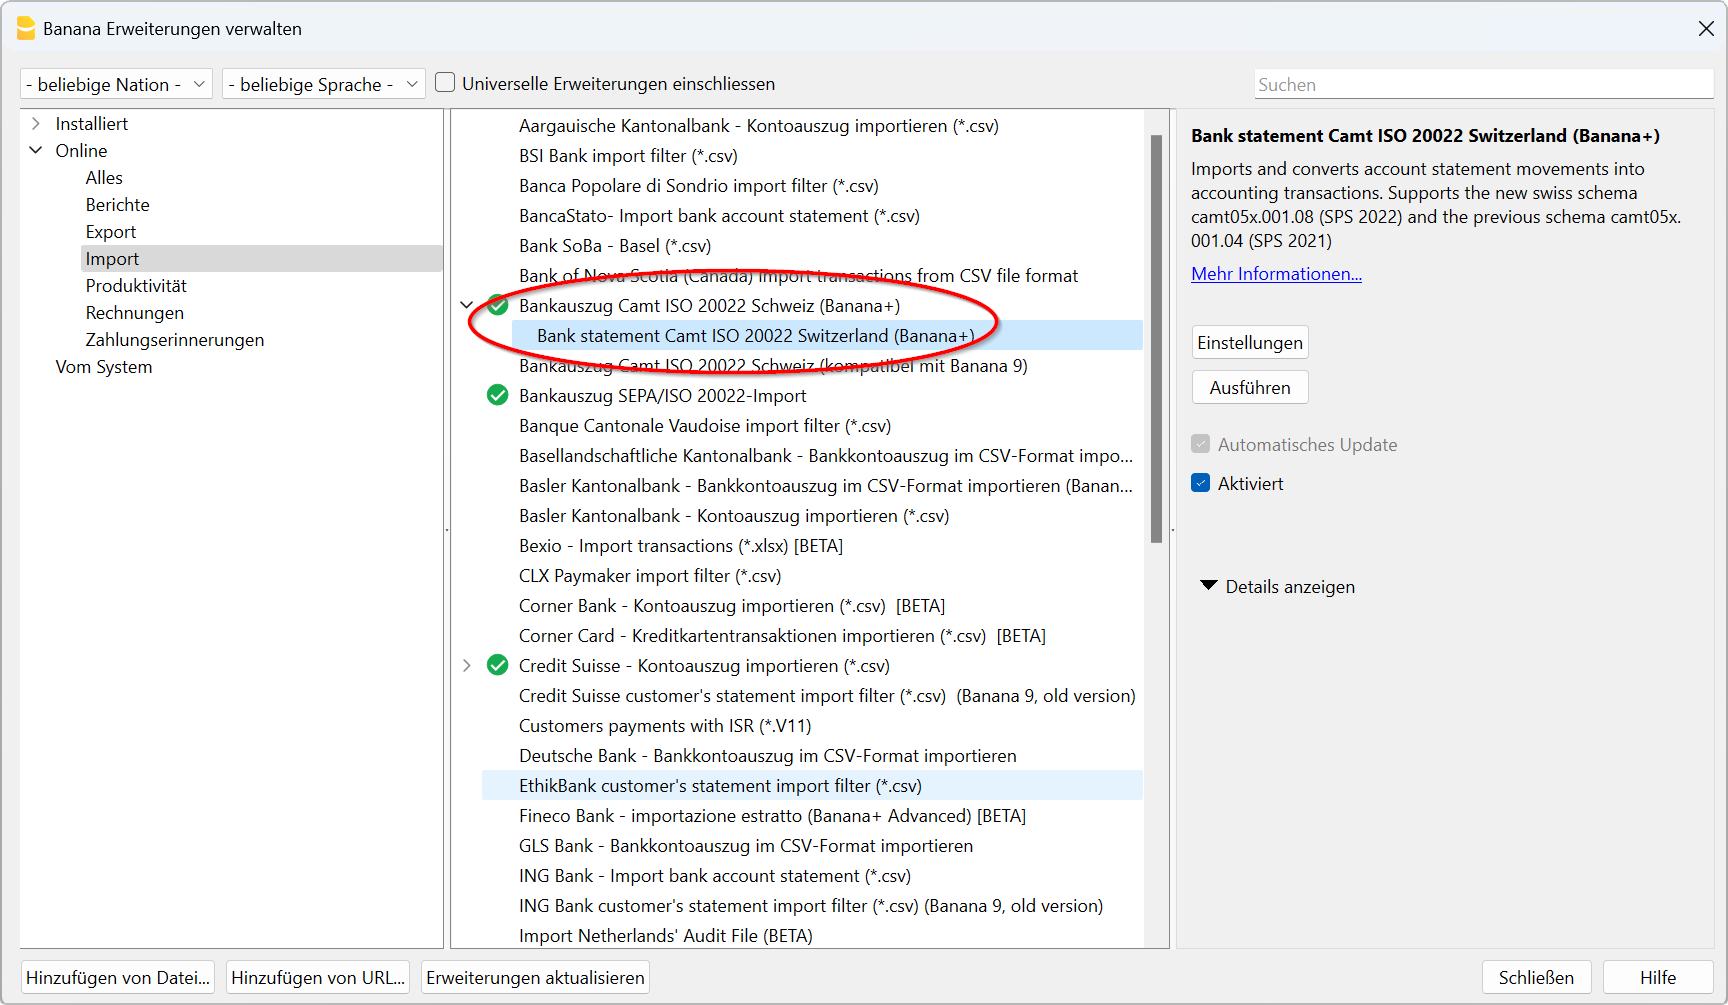 Banana Erweiterungen verwalten
- beliebige Nation -
- beliebige Sprache -
Universelle Erweiterungen einschliessen
Suchen
Installiert
Online
Alles
Berichte
Export
Import
Produktivität
Rechnungen
Zahlungserinnerungen
Vom System
Aargauische Kantonalbank - Kontoauszug importieren (*.csv)
BSI Bank import filter (*.csv)
Banca Popolare di Sondrio import filter (*.csv)
BancaStato- Import bank account statement (*.csv)
Bank SoBa - Basel (*.csv)
Bank of Nova Scotia (Canada) import transactions from CSV file format
Bankauszug Camt ISO 20022 Schweiz (Banana+)
Bank statement Camt ISO 20022 Switzerland (Banana+)
Bankauszug Camt ISO 20022 Schweiz (kompatibel mit Banana 9)
Bankauszug SEPA/ISO 20022-Import
Banque Cantonale Vaudoise import filter (*.csv)
Basellandschaftliche Kantonalbank - Bankkontoauszug im CSV-Format impo...
Basler Kantonalbank - Bankkontoauszug im CSV-Format importieren (Banan...
Basler Kantonalbank - Kontoauszug importieren (*.csv)
Bexio - Import transactions (*.xlsx) [BETA]
CLX Paymaker import filter (*.csv)
Corner Bank - Kontoauszug importieren (*.csv)  [BETA]
Corner Card - Kreditkartentransaktionen importieren (*.csv)  [BETA]
Credit Suisse - Kontoauszug importieren (*.csv)
Credit Suisse customer's statement import filter (*.csv)  (Banana 9, old version)
Customers payments with ISR (*.V11)
Deutsche Bank - Bankkontoauszug im CSV-Format importieren
EthikBank customer's statement import filter (*.csv)
Fineco Bank - importazione estratto (Banana+ Advanced) [BETA]
GLS Bank - Bankkontoauszug im CSV-Format importieren
ING Bank - Import bank account statement (*.csv)
ING Bank customer's statement import filter (*.csv) (Banana 9, old version)
Import Netherlands' Audit File (BETA)
Bank statement Camt ISO 20022 Switzerland (Banana+)
Imports and converts account statement movements into
accounting transactions. Supports the new swiss schema
camt05x.001.08 (SPS 2022) and the previous schema camt05x.
001.04 (SPS 2021)
Mehr Informationen...
Einstellungen
Ausführen
Automatisches Update
Aktiviert
Details anzeigen
Hinzufügen von Datei...
Hinzufügen von URL...
Erweiterungen aktualisieren
Schließen
Hilfe